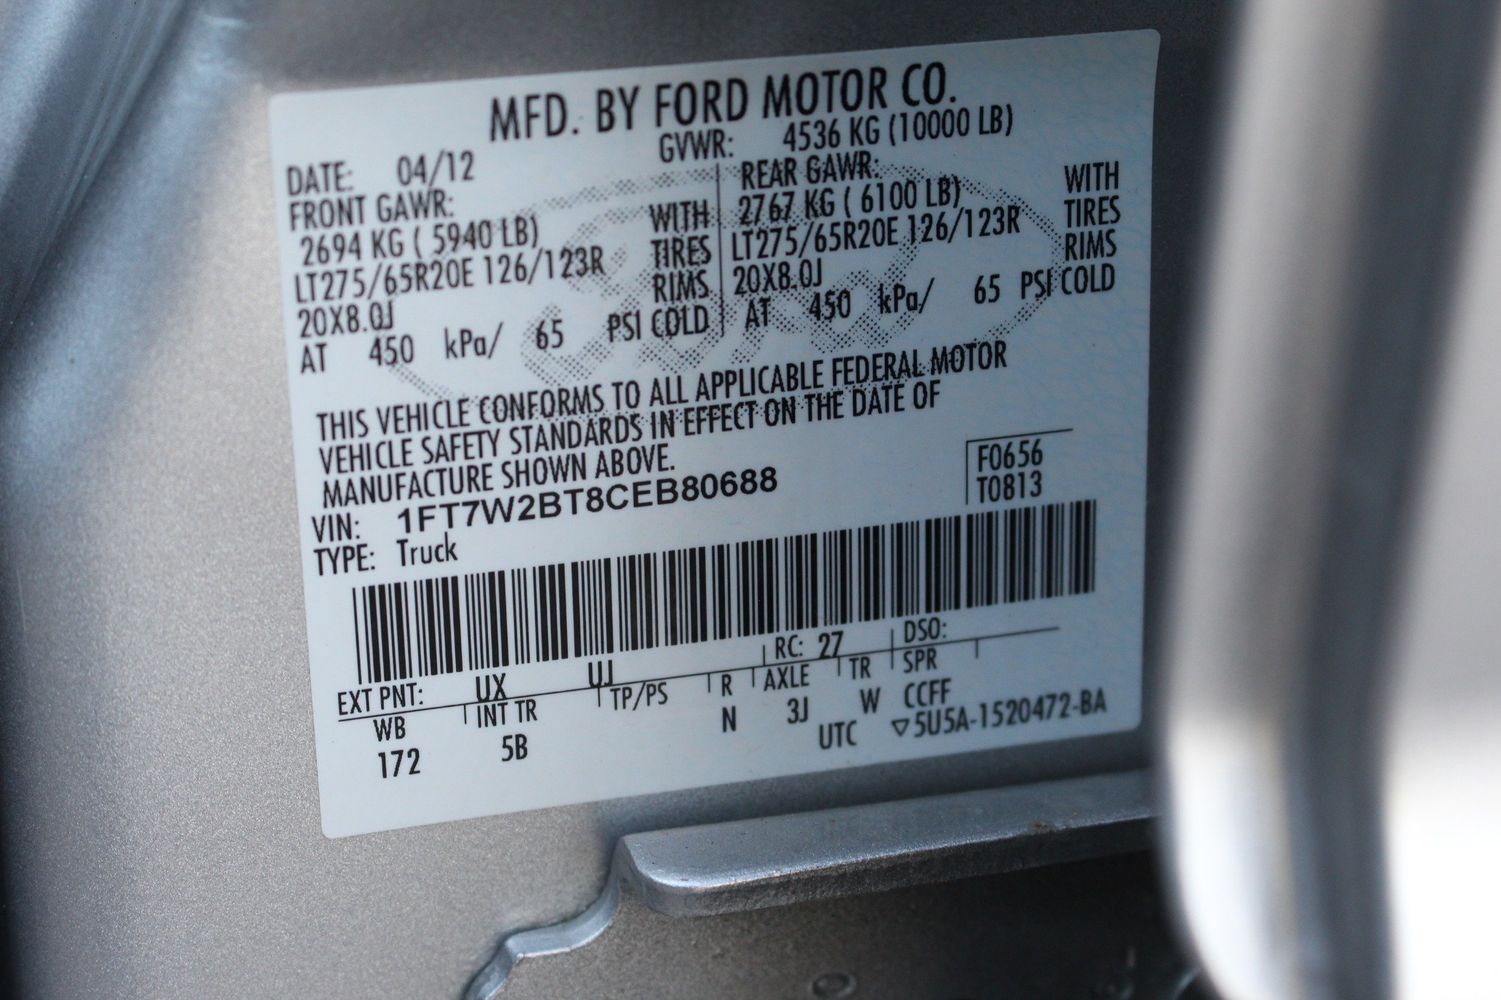 MFD. BY FORD MOTOR CO.
DATE: 04/12 GVWR: 4536 KG (10000 LB)
FRONT GAWR: REAR GAWR:
2694 KG ( 5940 LB) WITH 2767 KG ( 6100 LB) WITH
LT275/65R20E 126/123R TIRES LT275/65R20E 126/123R TIRES
20X8.0J RIMS 20X8.0J RIMS
AT 450 kPa/ 65 PSI COLD AT 450 kPa/ 65 PSI COLD
THIS VEHICLE CONFORMS TO ALL APPLICABLE FEDERAL MOTOR
VEHICLE SAFETY STANDARDS IN EFFECT ON THE DATE OF
MANUFACTURE SHOWN ABOVE.
VIN: 1FT7W2BT8CEB80688 F0656
TYPE: Truck T0813
EXT PNT: UX UJ RC: 27 DSO:
WB INT TR TP/PS R AXLE TR SPR
172 5B N 3J W CCFF
UTC ▽5U5A-1520472-BA